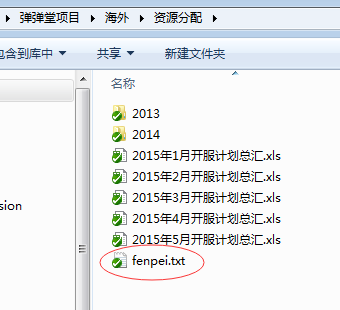 弹弹堂项目 ▸ 海外 ▸ 资源分配 ▸
包含到库中 共享 新建文件夹
名称
2013
2014
2015年1月开服计划总汇.xls
2015年2月开服计划总汇.xls
2015年3月开服计划总汇.xls
sion
2015年4月开服计划总汇.xls
2015年5月开服计划总汇.xls
fenpei.txt